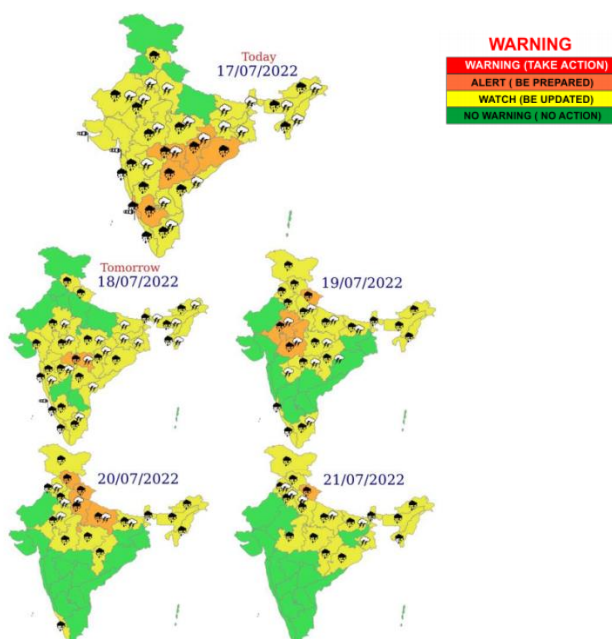 Today
17/07/2022
WARNING
WARNING (TAKE ACTION)
ALERT ( BE PREPARED)
WATCH (BE UPDATED)
NO WARNING ( NO ACTION)
Tomorrow
18/07/2022
19/07/2022
20/07/2022
21/07/2022